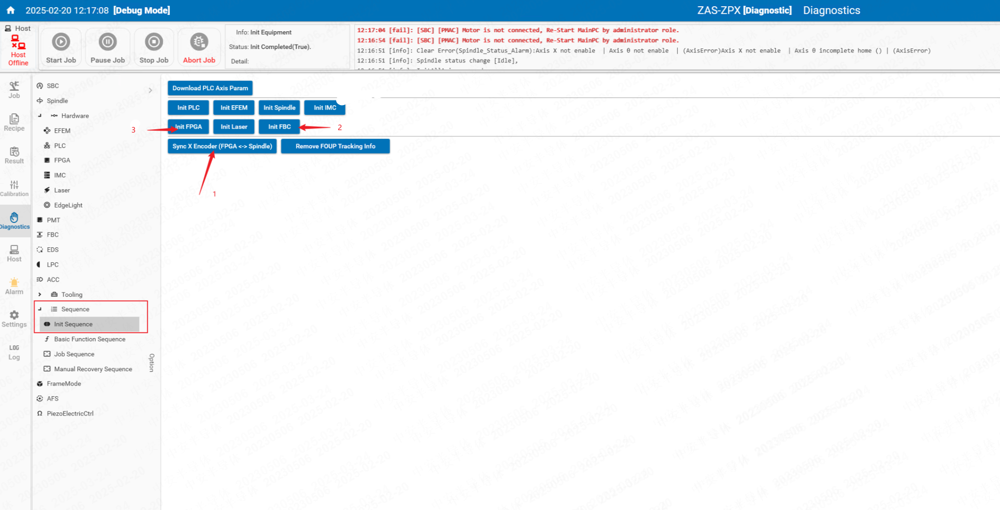 2025-02-20 12:17:08 [Debug Mode]
ZAS-ZPX [Diagnostic] Diagnostics
Host
Host
Offline
Start Job
Pause Job
Stop Job
Abort Job
Info: Init Equipment
Status: Init Completed(True).
Detail:
12:17:04 [fail]: [SBC] [PMAC] Motor is not connected, Re-Start MainPC by administrator role.
12:16:54 [fail]: [SBC] [PMAC] Motor is not connected, Re-Start MainPC by administrator role.
12:16:51 [info]: Clear Error(Spindle_Status_Alarm):Axis X not enable | Axis θ not enable | (AxisError)Axis X not enable | Axis θ incomplete home () | (AxisError)
12:16:51 [info]: Spindle status change [Idle],
Job
Recipe
Result
Calibration
Diagnostics
Host
Alarm
Settings
LOG
Log
SBC
Spindle
Hardware
EFEM
PLC
FPGA
IMC
Laser
EdgeLight
PMT
FBC
EDS
LPC
ACC
Tooling
Sequence
Init Sequence
Basic Function Sequence
Job Sequence
Manual Recovery Sequence
FrameMode
AFS
PiezoElectricCtrl
Option
Download PLC Axis Param
Init PLC
Init EFEM
Init Spindle
Init IMC
3
Init FPGA
Init Laser
Init FBC
2
Sync X Encoder (FPGA <-> Spindle)
Remove FOUP Tracking Info
1